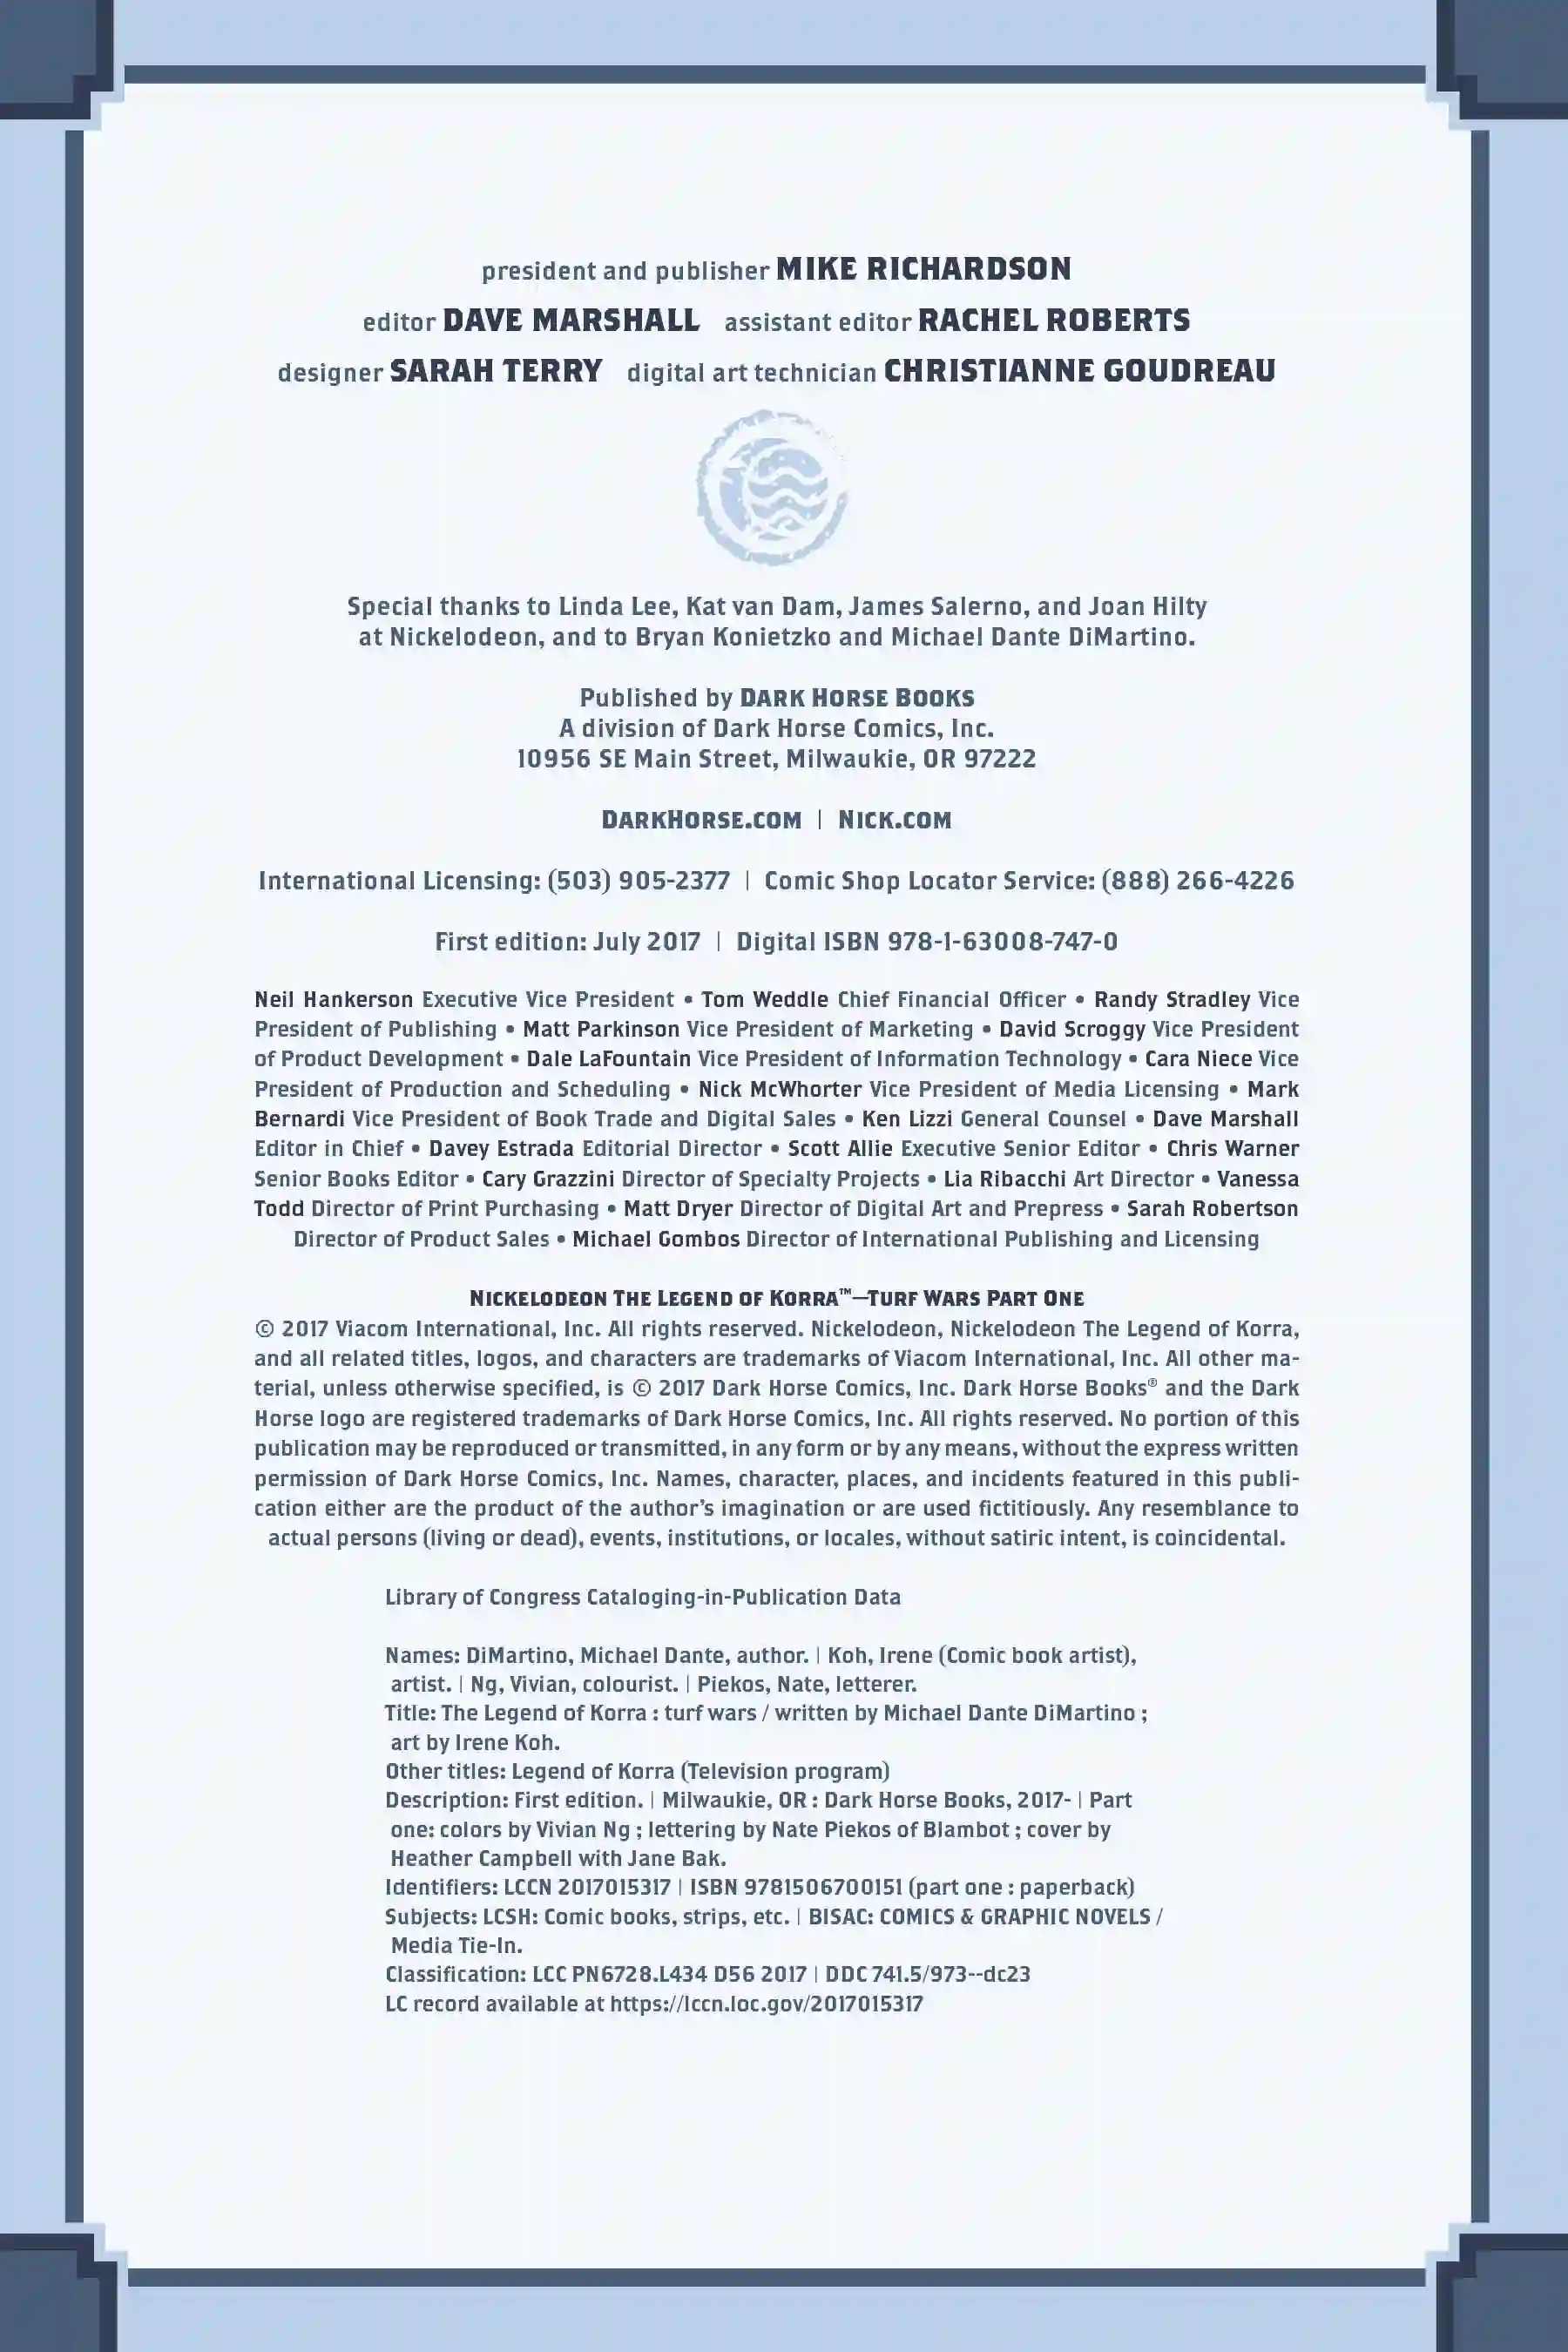 president and publisher MIKE RICHARDSON
editor DAVE MARSHALL assistant editor RACHEL ROBERTS
designer SARAH TERRY digital art technician CHRISTIANNE GOUDREAU
Special thanks to Linda Lee, Kat van Dam, James Salerno, and Joan Hilty
at Nickelodeon, and to Bryan Konietzko and Michael Dante DiMartino.
Published by DARK HORSE BOOKS
A division of Dark Horse Comics, Inc.
10956 SE Main Street, Milwaukie, OR 97222
DARKHORSE.COM | NICK.COM
International Licensing: (503) 905-2377 | Comic Shop Locator Service: (888) 266-4226
First edition: July 2017 | Digital ISBN 978-1-63008-747-0
Neil Hankerson Executive Vice President • Tom Weddle Chief Financial Officer • Randy Stradley Vice
President of Publishing • Matt Parkinson Vice President of Marketing • David Scroggy Vice President
of Product Development • Dale LaFountain Vice President of Information Technology • Cara Niece Vice
President of Production and Scheduling • Nick McWhorter Vice President of Media Licensing • Mark
Bernardi Vice President of Book Trade and Digital Sales • Ken Lizzi General Counsel • Dave Marshall
Editor in Chief • Davey Estrada Editorial Director • Scott Allie Executive Senior Editor • Chris Warner
Senior Books Editor • Cary Grazzini Director of Specialty Projects • Lia Ribacchi Art Director • Vanessa
Todd Director of Print Purchasing • Matt Dryer Director of Digital Art and Prepress • Sarah Robertson
Director of Product Sales • Michael Gombos Director of International Publishing and Licensing
NICKELODEON THE LEGEND OF KORRA™—TURF WARS PART ONE
© 2017 Viacom International, Inc. All rights reserved. Nickelodeon, Nickelodeon The Legend of Korra,
and all related titles, logos, and characters are trademarks of Viacom International, Inc. All other ma-
terial, unless otherwise specified, is © 2017 Dark Horse Comics, Inc. Dark Horse Books® and the Dark
Horse logo are registered trademarks of Dark Horse Comics, Inc. All rights reserved. No portion of this
publication may be reproduced or transmitted, in any form or by any means, without the express written
permission of Dark Horse Comics, Inc. Names, character, places, and incidents featured in this publi-
cation either are the product of the author's imagination or are used fictitiously. Any resemblance to
actual persons (living or dead), events, institutions, or locales, without satiric intent, is coincidental.
Library of Congress Cataloging-in-Publication Data
Names: DiMartino, Michael Dante, author. | Koh, Irene (Comic book artist),
artist. | Ng, Vivian, colourist. | Piekos, Nate, letterer.
Title: The Legend of Korra : turf wars / written by Michael Dante DiMartino ;
art by Irene Koh.
Other titles: Legend of Korra (Television program)
Description: First edition. | Milwaukie, OR : Dark Horse Books, 2017- | Part
one: colors by Vivian Ng ; lettering by Nate Piekos of Blambot ; cover by
Heather Campbell with Jane Bak.
Identifiers: LCCN 2017015317 | ISBN 9781506700151 (part one : paperback)
Subjects: LCSH: Comic books, strips, etc. | BISAC: COMICS & GRAPHIC NOVELS /
Media Tie-In.
Classification: LCC PN6728.L434 D56 2017 | DDC 741.5/973--dc23
LC record available at https://lccn.loc.gov/2017015317